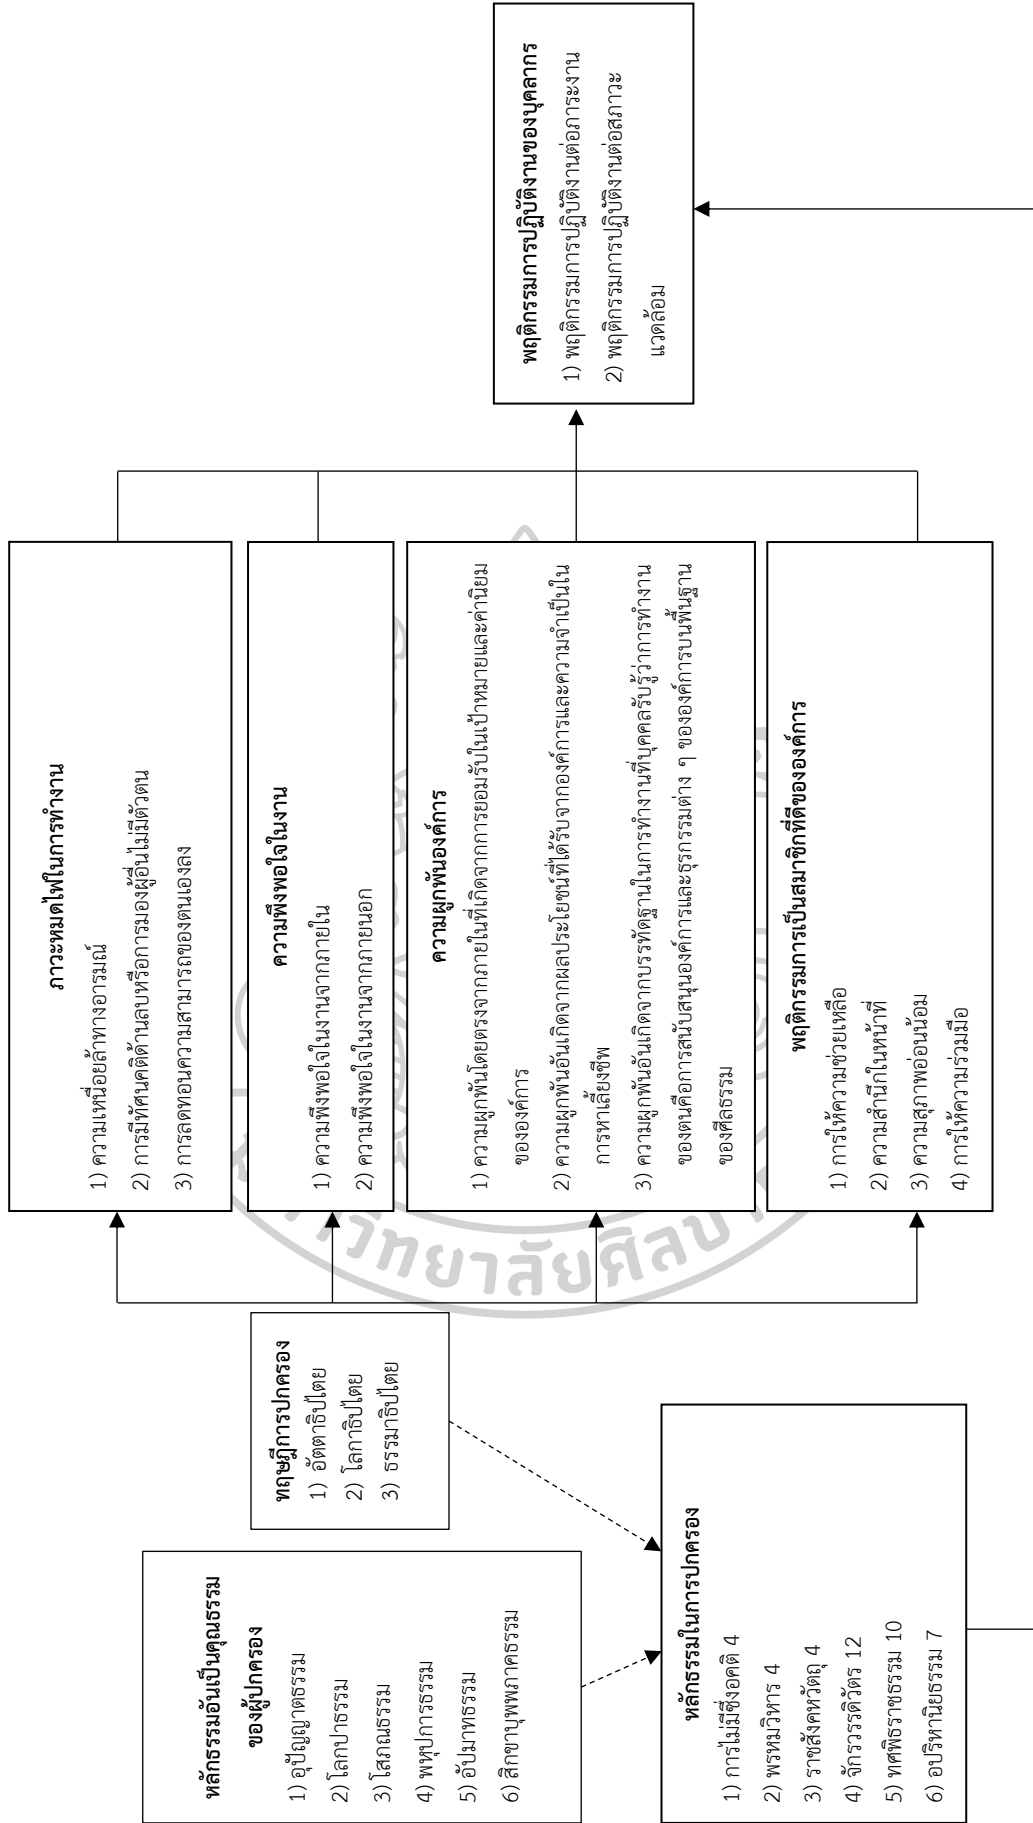 หลักธรรมอันเป็นคุณธรรม
ของผู้ปกครอง
1) อุปัญญาตธรรม
2) โลกปาธรรม
3) โสภณธรรม
4) พหุปการธรรม
5) อัปมาทธรรม
6) สิกขาบุพพภาคธรรม
ทฤษฎีการปกครอง
1) อัตตาธิปไตย
2) โลกาธิปไตย
3) ธรรมาธิปไตย
หลักธรรมในการปกครอง
1) การไม่มีซึ่งอคติ 4
2) พรหมวิหาร 4
3) ราชสังคหวัตถุ 4
4) จักรวรรดิวัตร 12
5) ทศพิธราชธรรม 10
6) อปริหานิยธรรม 7
ภาวะหมดไฟในการทำงาน
1) ความเหนื่อยล้าทางอารมณ์
2) การมีทัศนคติด้านลบหรือการมองผู้อื่นไม่มีตัวตน
3) การลดทอนความสามารถของตนเองลง
ความพึงพอใจในงาน
1) ความพึงพอใจในงานจากภายใน
2) ความพึงพอใจในงานจากภายนอก
ความผูกพันองค์การ
1) ความผูกพันโดยตรงจากภายในที่เกิดจากการยอมรับในเป้าหมายและค่านิยม
ขององค์การ
2) ความผูกพันอันเกิดจากผลประโยชน์ที่ได้รับจากองค์การและความจำเป็นใน
การหาเลี้ยงชีพ
3) ความผูกพันอันเกิดจากบรรทัดฐานในการทำงานที่บุคคลรับรู้ว่าการทำงาน
ของตนคือการสนับสนุนองค์การและธุรกรรมต่าง ๆ ขององค์การบนพื้นฐาน
ของศีลธรรม
พฤติกรรมการเป็นสมาชิกที่ดีขององค์การ
1) การให้ความช่วยเหลือ
2) ความสำนึกในหน้าที่
3) ความสุภาพอ่อนน้อม
4) การให้ความร่วมมือ
พฤติกรรมการปฏิบัติงานของบุคลากร
1) พฤติกรรมการปฏิบัติงานต่อภาระงาน
2) พฤติกรรมการปฏิบัติงานต่อสภาวะ
แวดล้อม